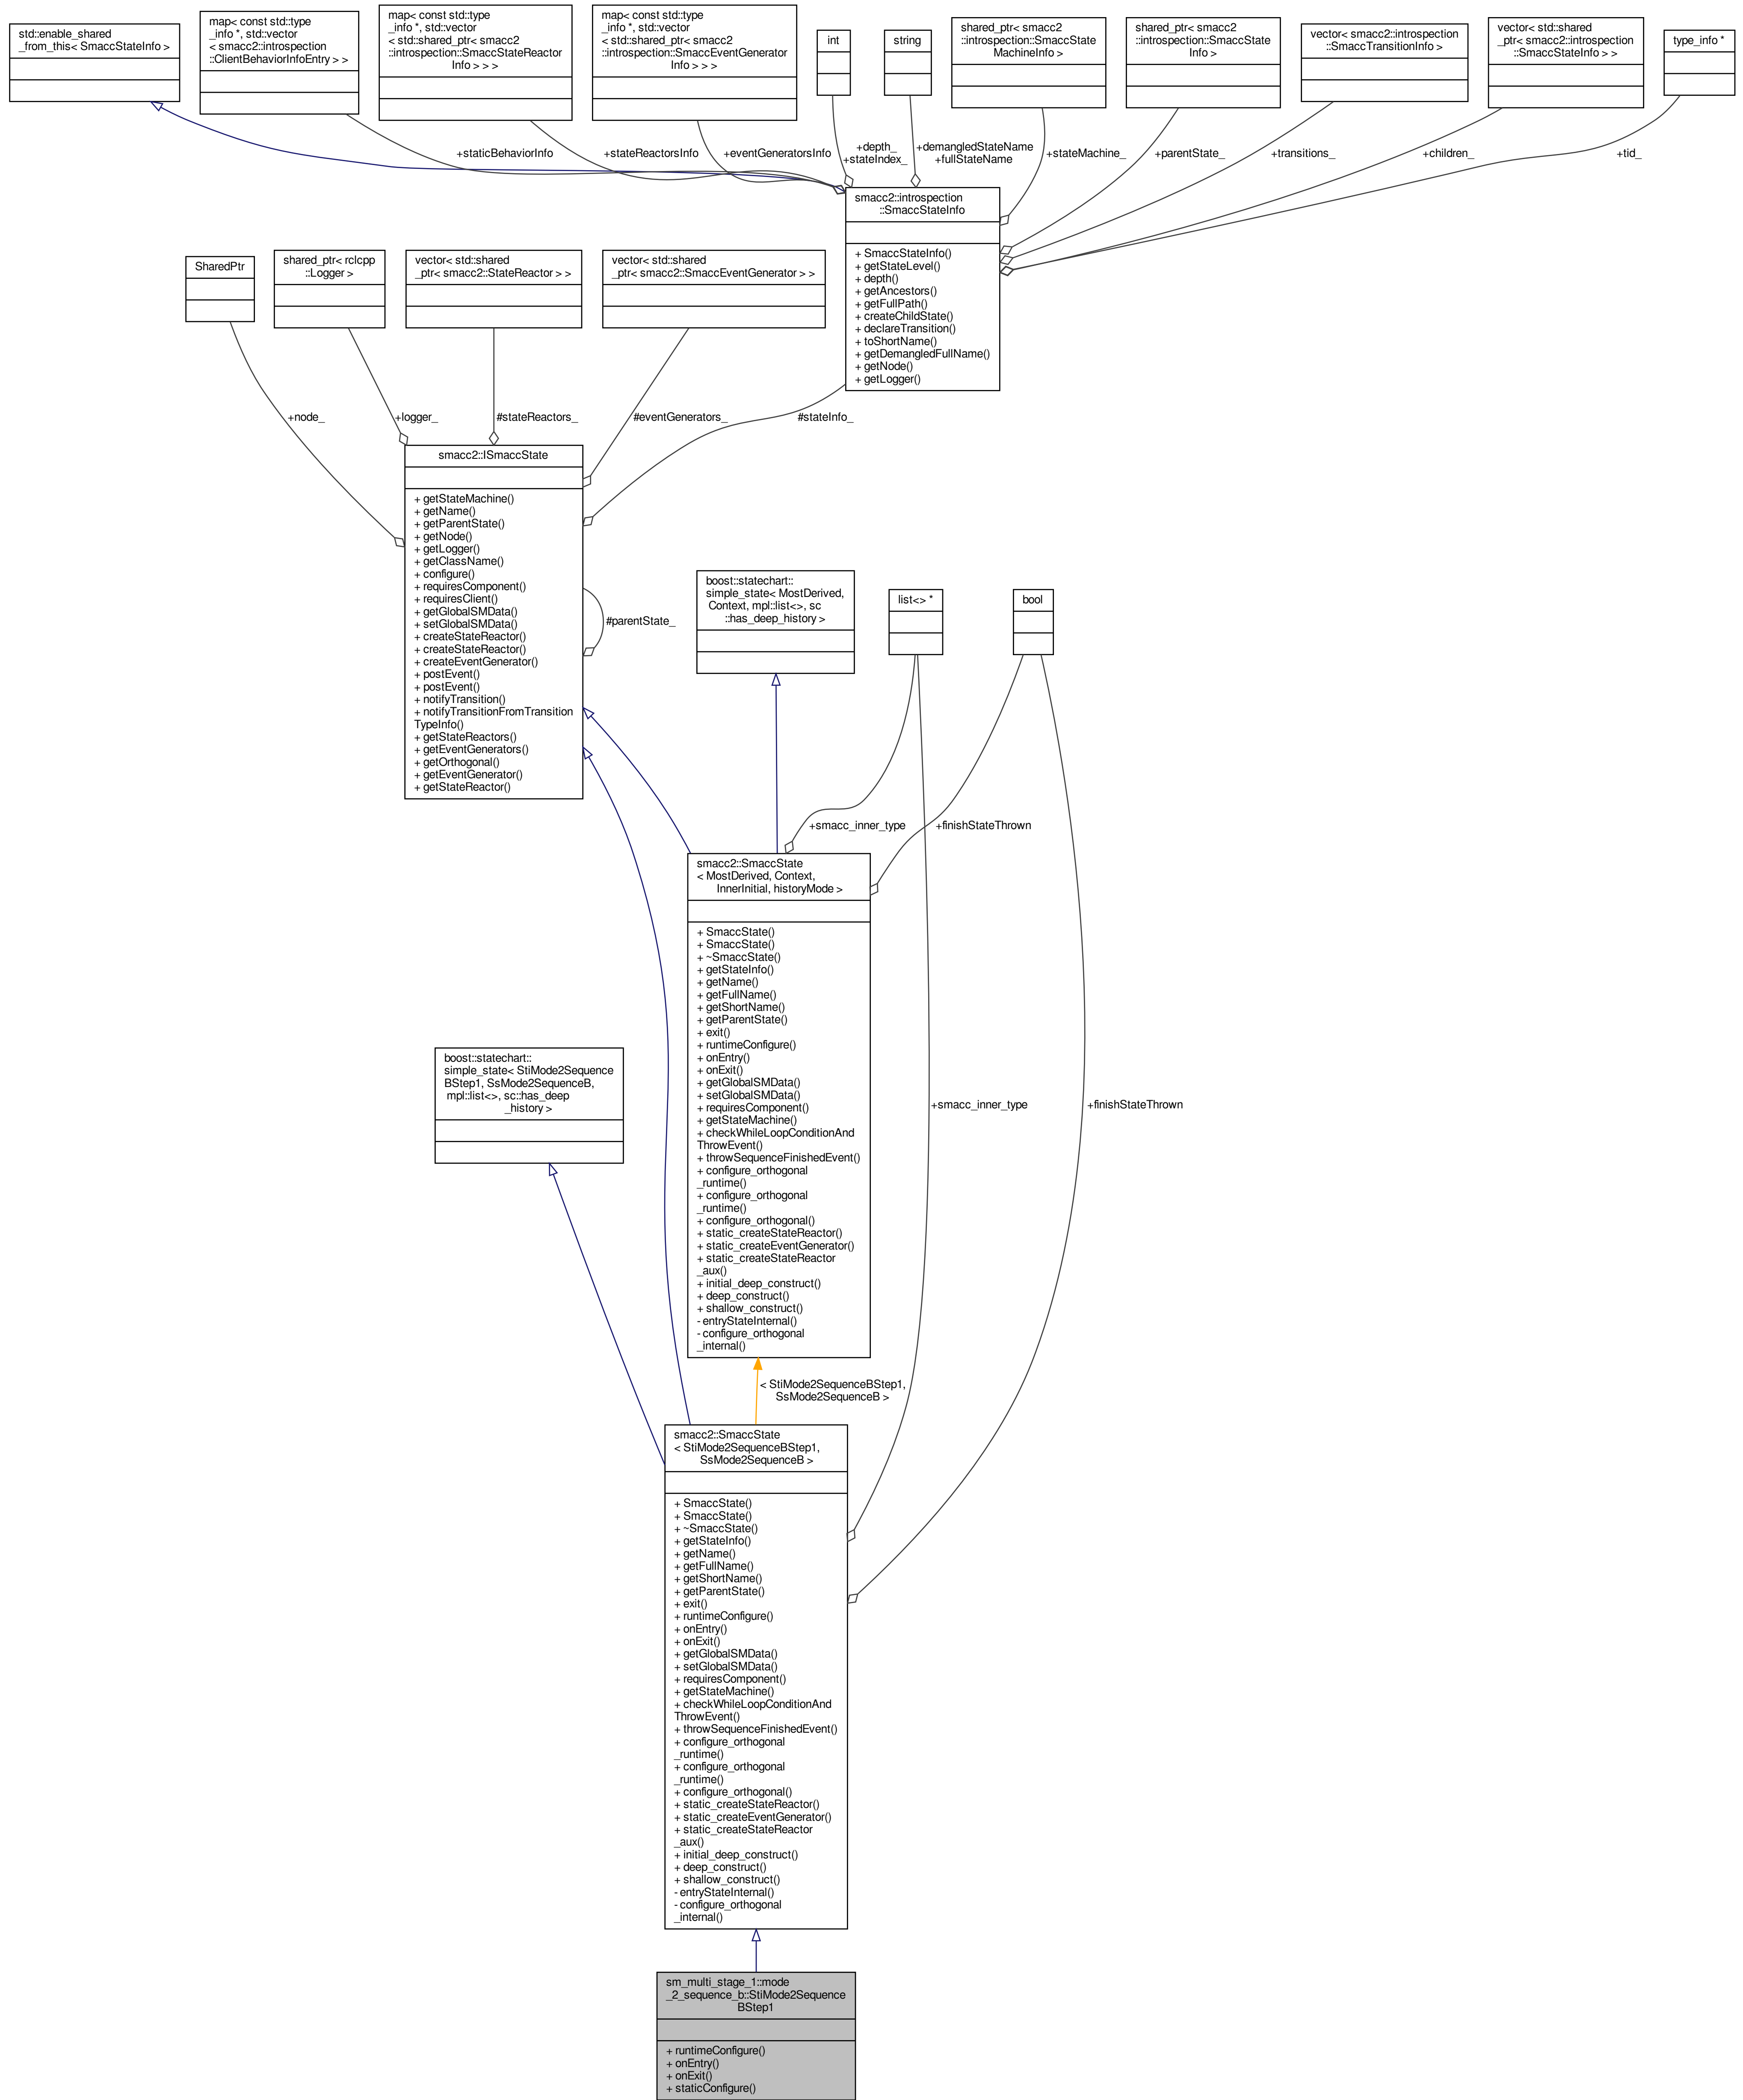 std::enable_shared
_from_this< SmaccStateInfo >
map< const std::type
_info *, std::vector
< smacc2::introspection
::ClientBehaviorInfoEntry > >
map< const std::type
_info *, std::vector
< std::shared_ptr< smacc2
::introspection::SmaccStateReactor
Info > > >
map< const std::type
_info *, std::vector
< std::shared_ptr< smacc2
::introspection::SmaccEventGenerator
Info > > >
int
string
shared_ptr< smacc2
::introspection::SmaccState
MachineInfo >
shared_ptr< smacc2
::introspection::SmaccState
Info >
vector< smacc2::introspection
::SmaccTransitionInfo >
vector< std::shared
_ptr< smacc2::introspection
::SmaccStateInfo > >
type_info *
+staticBehaviorInfo
+stateReactorsInfo
+eventGeneratorsInfo
+depth_
+stateIndex_
+demangledStateName
+fullStateName
+stateMachine_
+parentState_
+transitions_
+children_
+tid_
smacc2::introspection
::SmaccStateInfo
+ SmaccStateInfo()
+ getStateLevel()
+ depth()
+ getAncestors()
+ getFullPath()
+ createChildState()
+ declareTransition()
+ toShortName()
+ getDemangledFullName()
+ getNode()
+ getLogger()
SharedPtr
shared_ptr< rclcpp
::Logger >
vector< std::shared
_ptr< smacc2::StateReactor > >
vector< std::shared
_ptr< smacc2::SmaccEventGenerator > >
+node_
+logger_
#stateReactors_
#eventGenerators_
#stateInfo_
smacc2::ISmaccState
+ getStateMachine()
+ getName()
+ getParentState()
+ getNode()
+ getLogger()
+ getClassName()
+ configure()
+ requiresComponent()
+ requiresClient()
+ getGlobalSMData()
+ setGlobalSMData()
+ createStateReactor()
+ createStateReactor()
+ createEventGenerator()
+ postEvent()
+ postEvent()
+ notifyTransition()
+ notifyTransitionFromTransition
TypeInfo()
+ getStateReactors()
+ getEventGenerators()
+ getOrthogonal()
+ getEventGenerator()
+ getStateReactor()
#parentState_
boost::statechart::
simple_state< MostDerived,
Context, mpl::list<>, sc
::has_deep_history >
list<> *
bool
+smacc_inner_type
+finishStateThrown
smacc2::SmaccState
< MostDerived, Context,
InnerInitial, historyMode >
+ SmaccState()
+ SmaccState()
+ ~SmaccState()
+ getStateInfo()
+ getName()
+ getFullName()
+ getShortName()
+ getParentState()
+ exit()
+ runtimeConfigure()
+ onEntry()
+ onExit()
+ getGlobalSMData()
+ setGlobalSMData()
+ requiresComponent()
+ getStateMachine()
+ checkWhileLoopConditionAnd
ThrowEvent()
+ throwSequenceFinishedEvent()
+ configure_orthogonal
_runtime()
+ configure_orthogonal
_runtime()
+ configure_orthogonal()
+ static_createStateReactor()
+ static_createEventGenerator()
+ static_createStateReactor
_aux()
+ initial_deep_construct()
+ deep_construct()
+ shallow_construct()
- entryStateInternal()
- configure_orthogonal
_internal()
boost::statechart::
simple_state< StiMode2Sequence
BStep1, SsMode2SequenceB,
mpl::list<>, sc::has_deep
_history >
+smacc_inner_type
+finishStateThrown
< StiMode2SequenceBStep1,
SsMode2SequenceB >
smacc2::SmaccState
< StiMode2SequenceBStep1,
SsMode2SequenceB >
+ SmaccState()
+ SmaccState()
+ ~SmaccState()
+ getStateInfo()
+ getName()
+ getFullName()
+ getShortName()
+ getParentState()
+ exit()
+ runtimeConfigure()
+ onEntry()
+ onExit()
+ getGlobalSMData()
+ setGlobalSMData()
+ requiresComponent()
+ getStateMachine()
+ checkWhileLoopConditionAnd
ThrowEvent()
+ throwSequenceFinishedEvent()
+ configure_orthogonal
_runtime()
+ configure_orthogonal
_runtime()
+ configure_orthogonal()
+ static_createStateReactor()
+ static_createEventGenerator()
+ static_createStateReactor
_aux()
+ initial_deep_construct()
+ deep_construct()
+ shallow_construct()
- entryStateInternal()
- configure_orthogonal
_internal()
sm_multi_stage_1::mode
_2_sequence_b::StiMode2Sequence
BStep1
+ runtimeConfigure()
+ onEntry()
+ onExit()
+ staticConfigure()